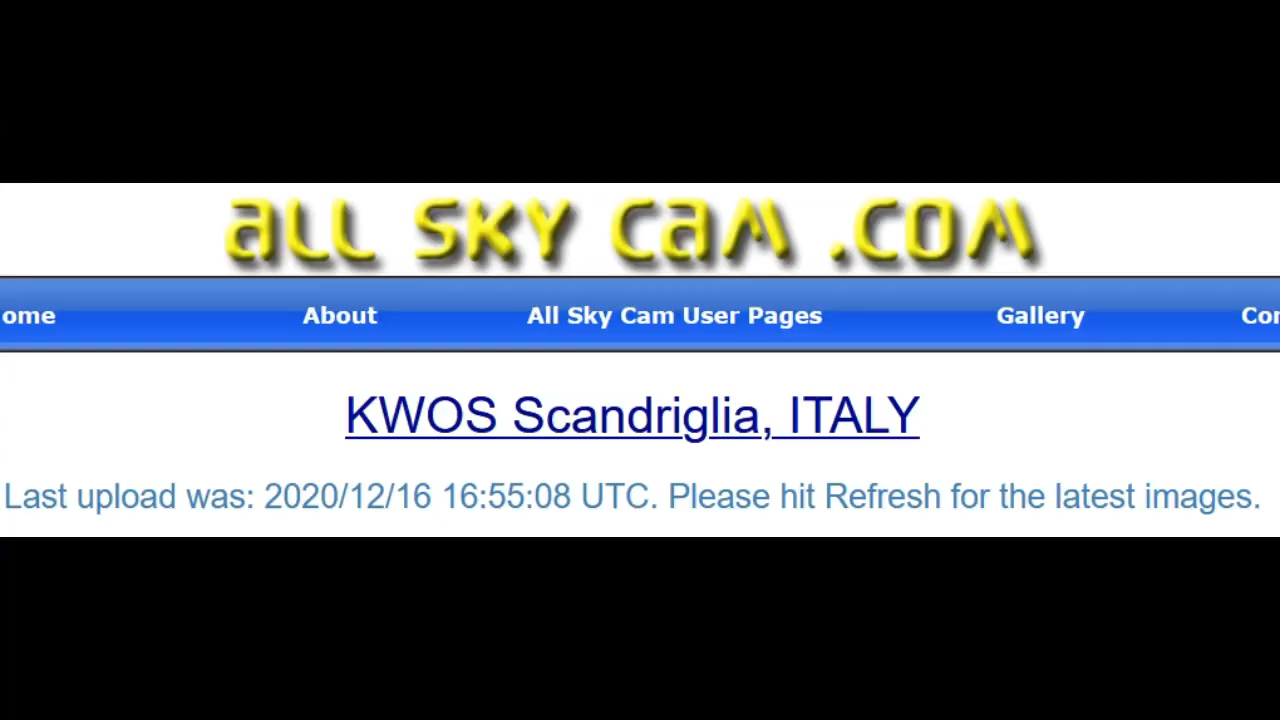 ALL SKY CAM .COM
ome About All Sky Cam User Pages Gallery Con
KWOS Scandriglia, ITALY
Last upload was: 2020/12/16 16:55:08 UTC. Please hit Refresh for the latest images.